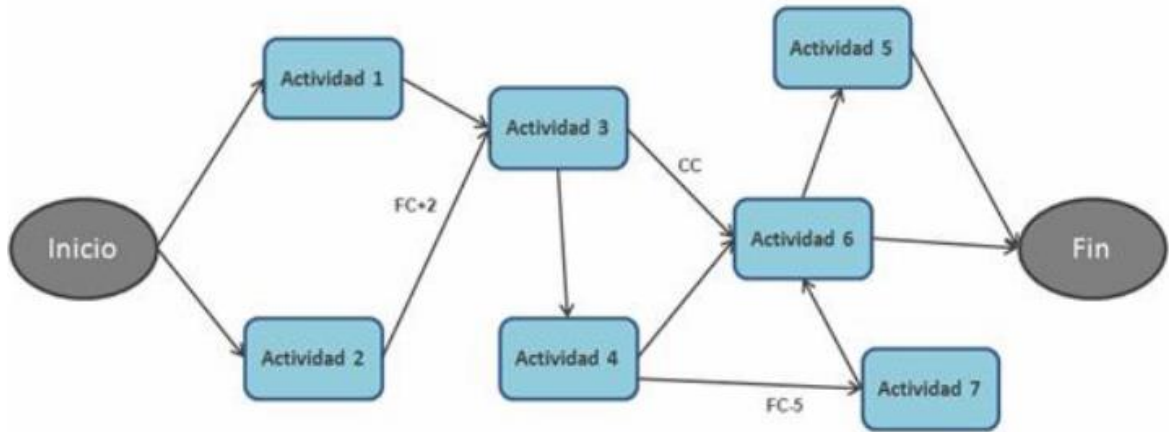 Actividad 5
Actividad 1
Actividad 3
CC
FC+2
Inicio
Actividad 6
Fin
Actividad 2
Actividad 4
Actividad 7
FC-5